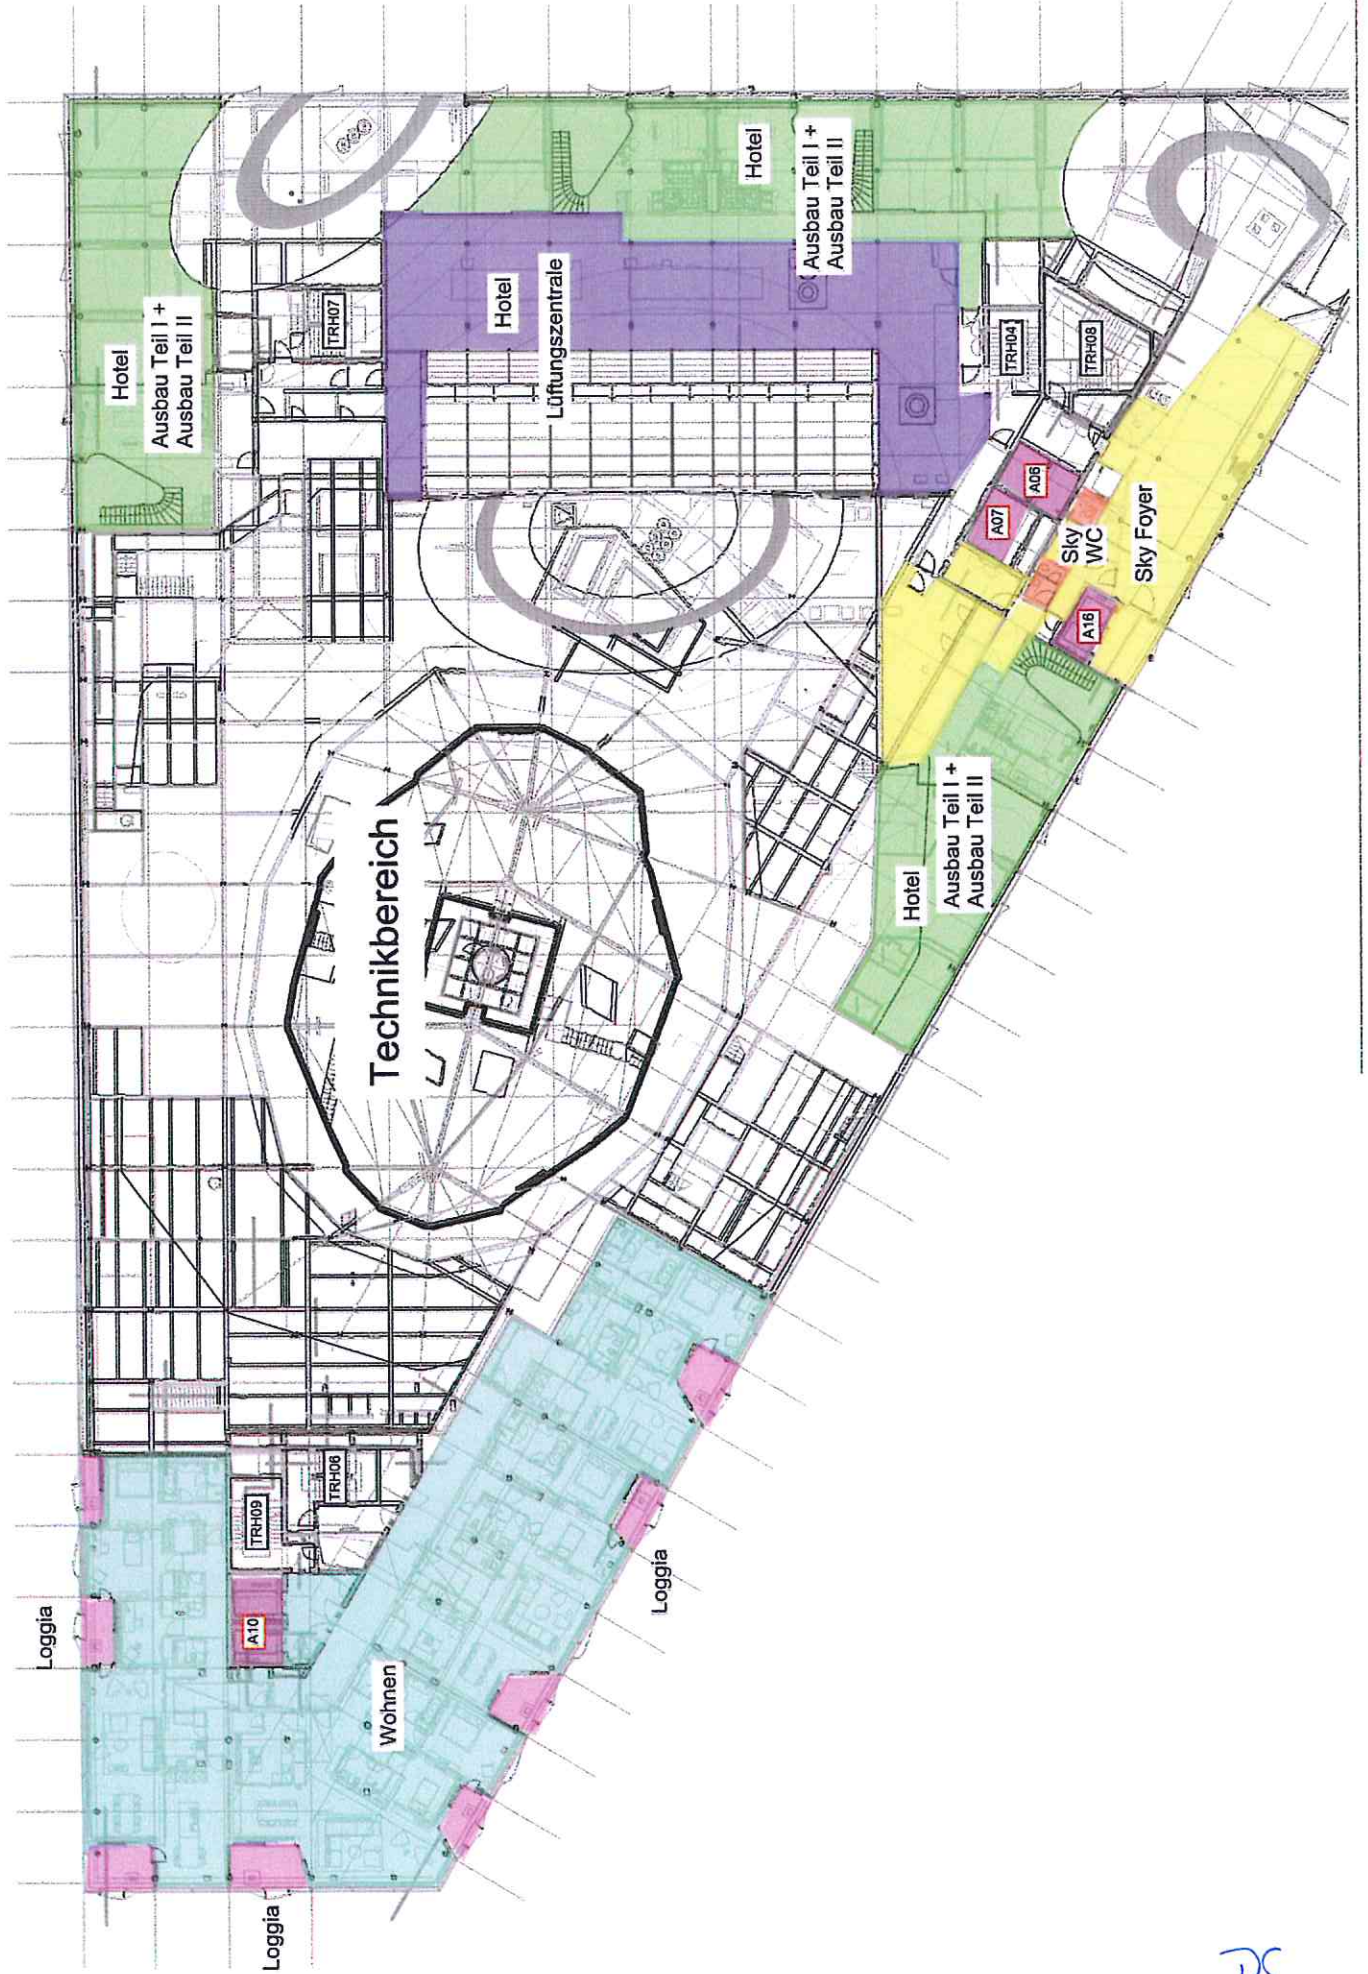 Hotel
Ausbau Teil I +
Ausbau Teil II
TRH07
Hotel
Lüftungszentrale
Hotel
Ausbau Teil I +
Ausbau Teil II
TRH04
TRH08
A06
A07
Sky
WC
Sky Foyer
A16
Hotel
Ausbau Teil I +
Ausbau Teil II
Technikbereich
TRH06
TRH09
A10
Loggia
Loggia
Wohnen
Loggia